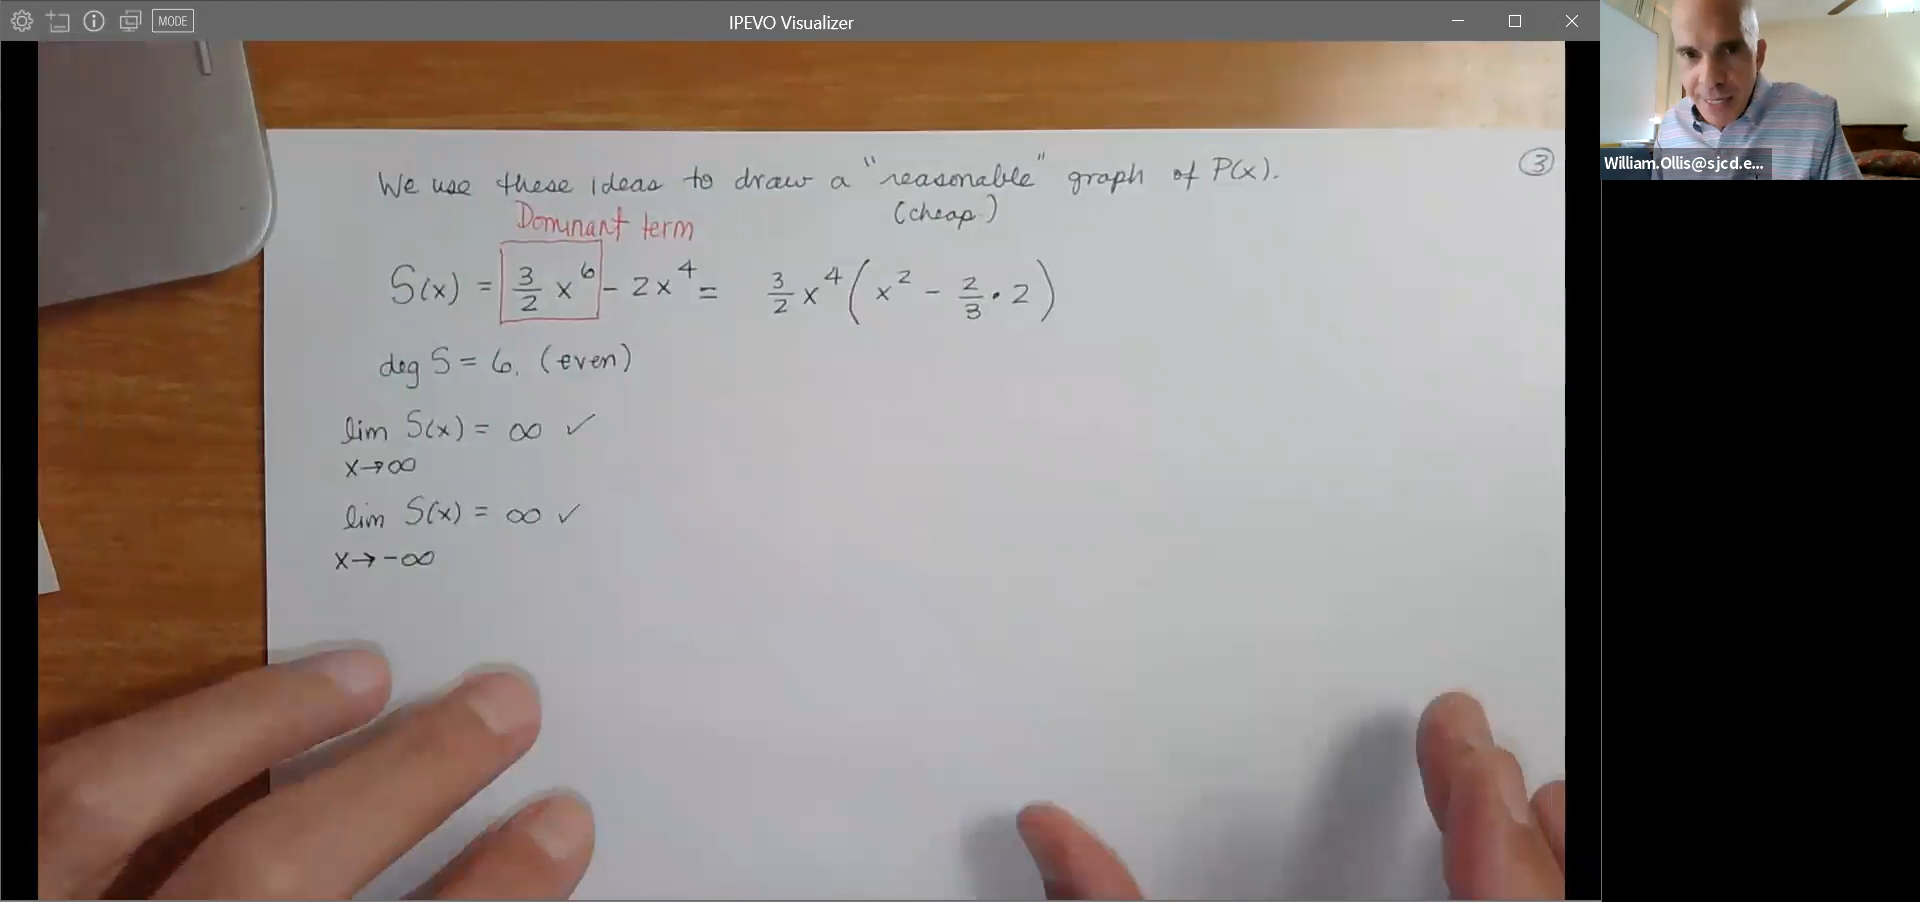 MODE
IPEVO Visualizer
William.Ollis@sjcd.e...
3
We use these ideas to draw a "reasonable" graph of P(x).
(cheap)
Dominant term
S(x) = 3/2 x^6 - 2x^4 = 3/2 x^4 (x^2 - 2/3 • 2)
deg S = 6. (even)
lim S(x) = ∞ ✓
x→∞
lim S(x) = ∞ ✓
x→-∞